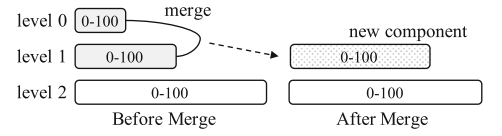 level 0 0-100 merge
new component
level 1 0-100 0-100
level 2 0-100 0-100
Before Merge After Merge